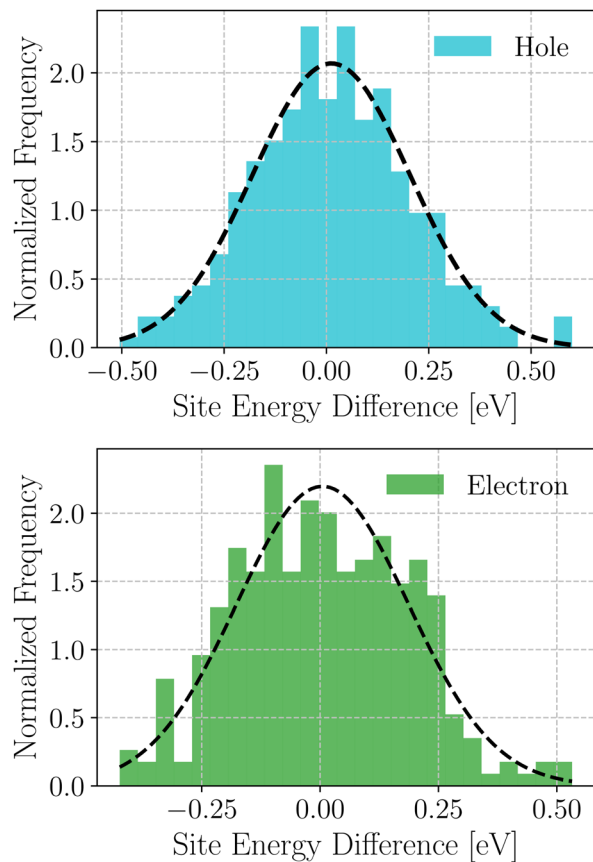 Hole
Normalized Frequency
2.0
1.5
1.0
0.5
0.0
−0.50 −0.25 0.00 0.25 0.50
Site Energy Difference [eV]
Electron
Normalized Frequency
2.0
1.5
1.0
0.5
0.0
−0.25 0.00 0.25 0.50
Site Energy Difference [eV]